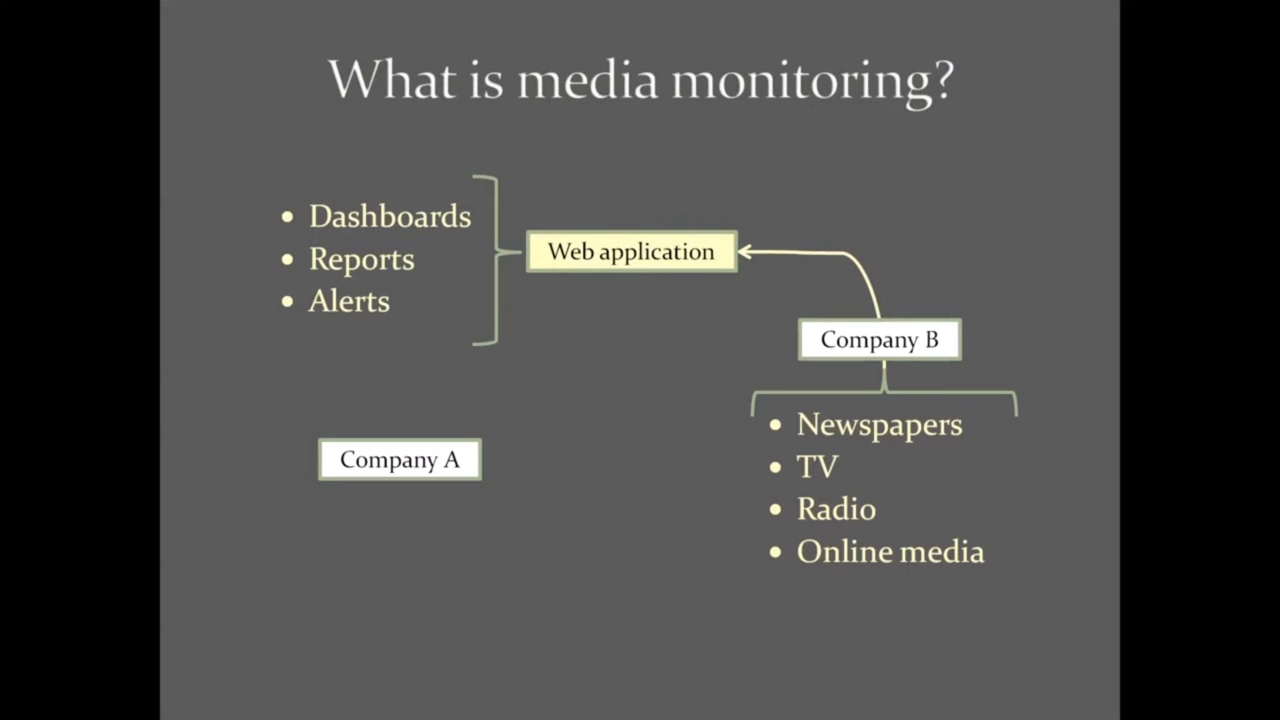 What is media monitoring?
• Dashboards
• Reports
• Alerts
Web application
Company B
• Newspapers
• TV
• Radio
• Online media
Company A